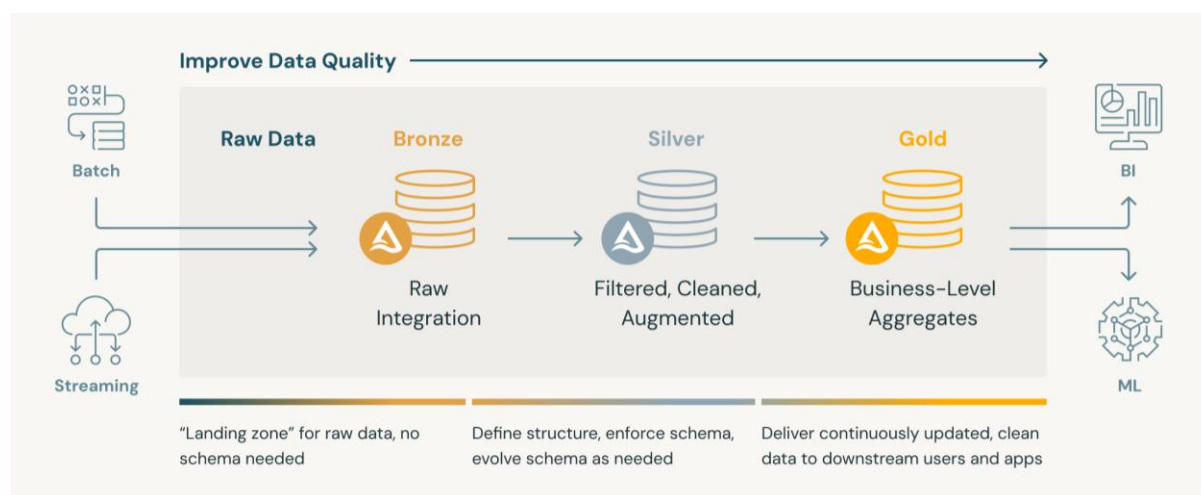 Improve Data Quality
Batch
Streaming
Raw Data
Bronze
Silver
Gold
Raw
Integration
Filtered, Cleaned,
Augmented
Business-Level
Aggregates
BI
ML
“Landing zone” for raw data, no
schema needed
Define structure, enforce schema,
evolve schema as needed
Deliver continuously updated, clean
data to downstream users and apps